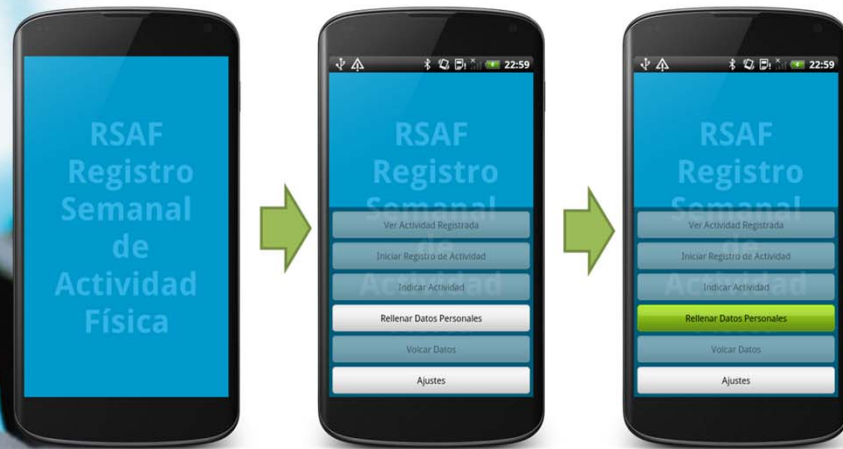 RSAF
Registro
Semanal
de
Actividad
Física
22:59
RSAF
Registro
Semanal
de
Actividad
Ver Actividad Registrada
Iniciar Registro de Actividad
Indicar Actividad
Rellenar Datos Personales
Volcar Datos
Ajustes
22:59
RSAF
Registro
Semanal
de
Actividad
Ver Actividad Registrada
Iniciar Registro de Actividad
Indicar Actividad
Rellenar Datos Personales
Volcar Datos
Ajustes